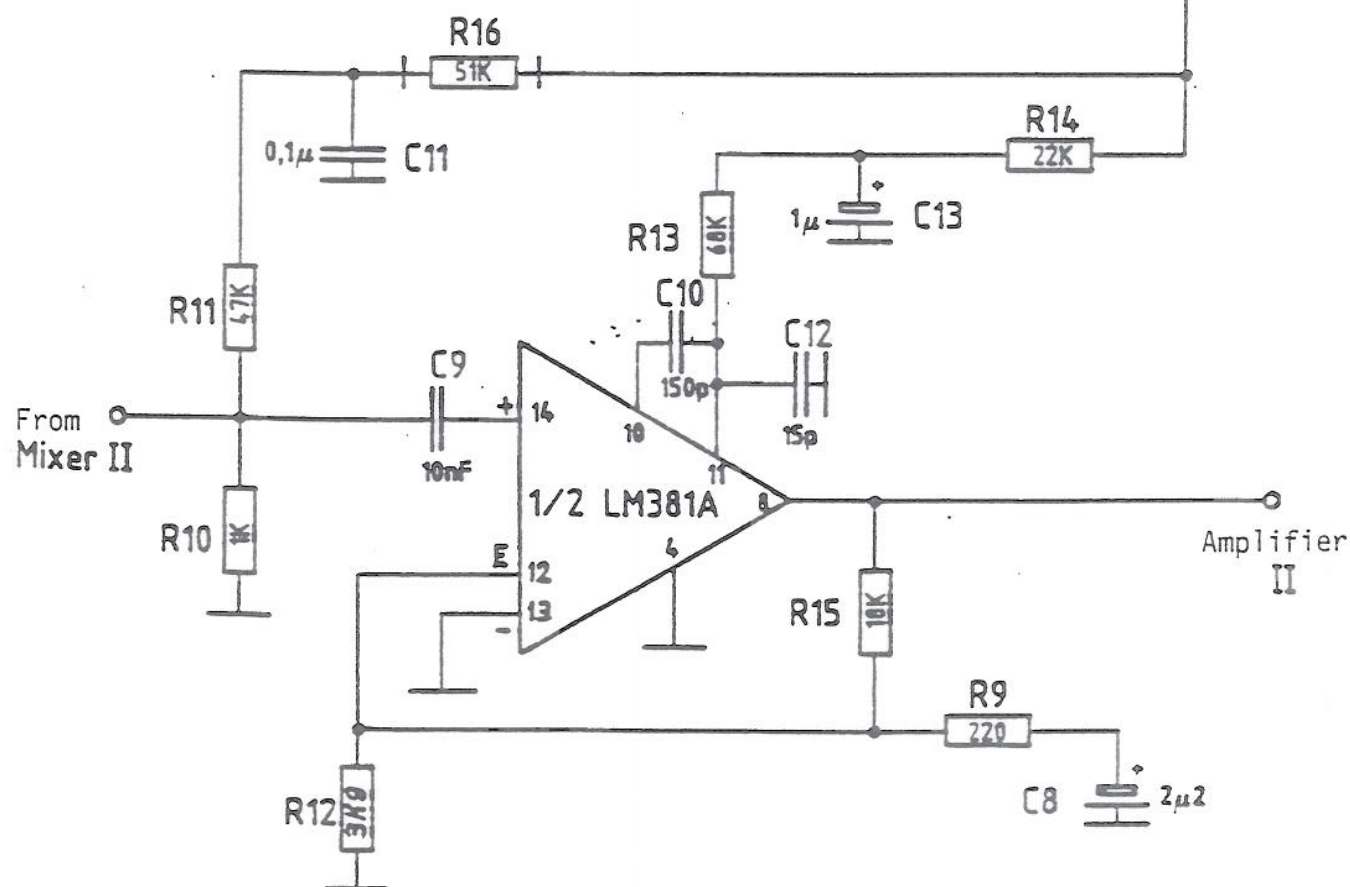 R16
51K
R14
22K
0,1μ
C11
+
1μ
C13
R13
68K
R11
47K
C10
150p
C12
15p
C9
10nF
From
Mixer II
+
14
10
11
1/2 LM381A
8
R10
1K
E
12
4
13
-
Amplifier
II
R15
R9
220
+
C8
2μ2
R12